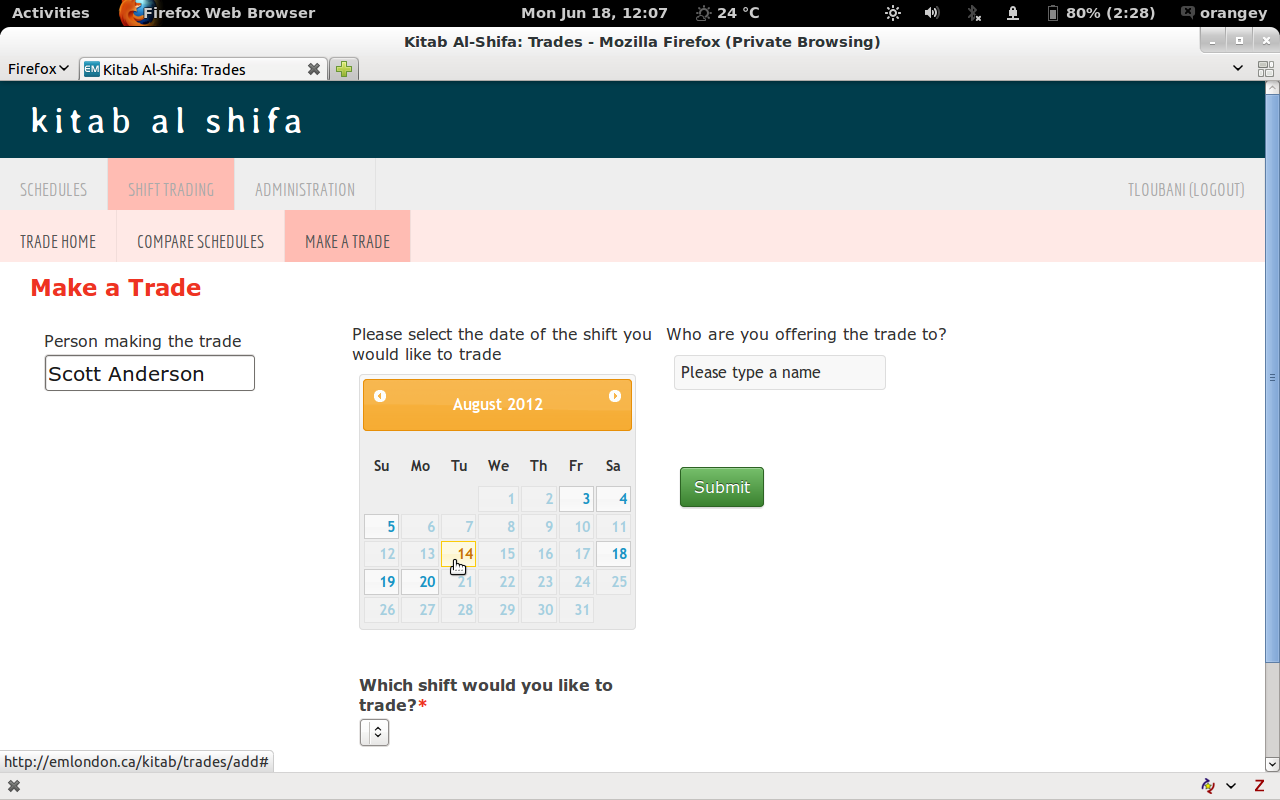 Activities Firefox Web Browser Mon Jun 18, 12:07 24 °C 80% (2:28) orangey
Kitab Al-Shifa: Trades - Mozilla Firefox (Private Browsing)
Firefox EM Kitab Al-Shifa: Trades
kitab al shifa
SCHEDULES SHIFT TRADING ADMINISTRATION TLOUBANI (LOGOUT)
TRADE HOME COMPARE SCHEDULES MAKE A TRADE
Make a Trade
Person making the trade
Scott Anderson
Please select the date of the shift you
would like to trade
August 2012
Su Mo Tu We Th Fr Sa
1 2 3 4
5 6 7 8 9 10 11
12 13 14 15 16 17 18
19 20 21 22 23 24 25
26 27 28 29 30 31
Which shift would you like to
trade?*
Who are you offering the trade to?
Please type a name
Submit
http://emlondon.ca/kitab/trades/add#
Z